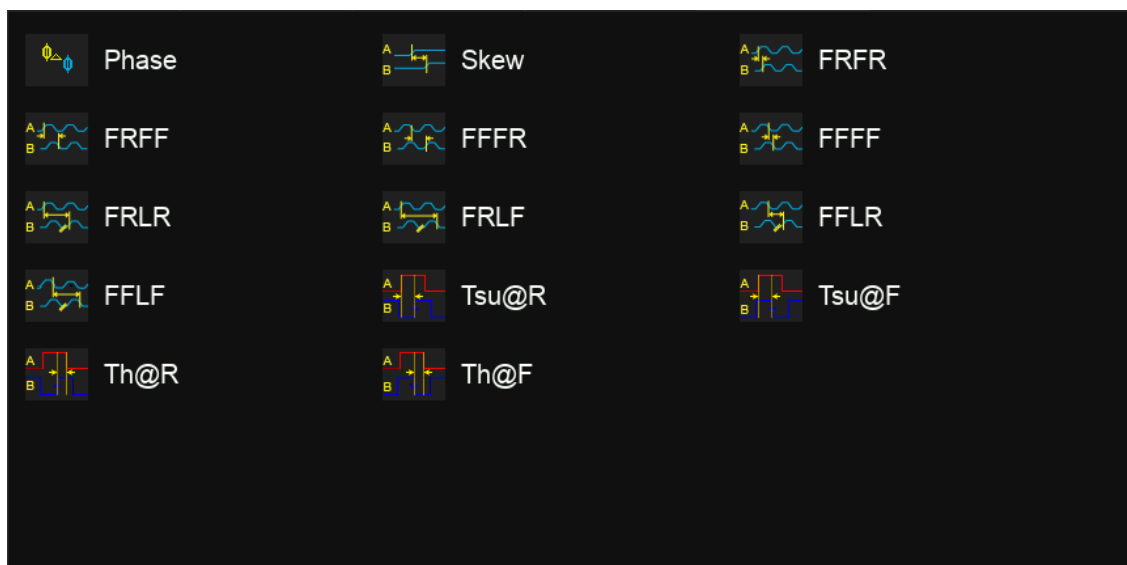 ϕ△ϕ Phase
A B Skew
A B FRFR
A B FRFF
A B FFFR
A B FFFF
A B FRLR
A B FRLF
A B FFLR
A B FFLF
A B Tsu@R
A B Tsu@F
A B Th@R
A B Th@F